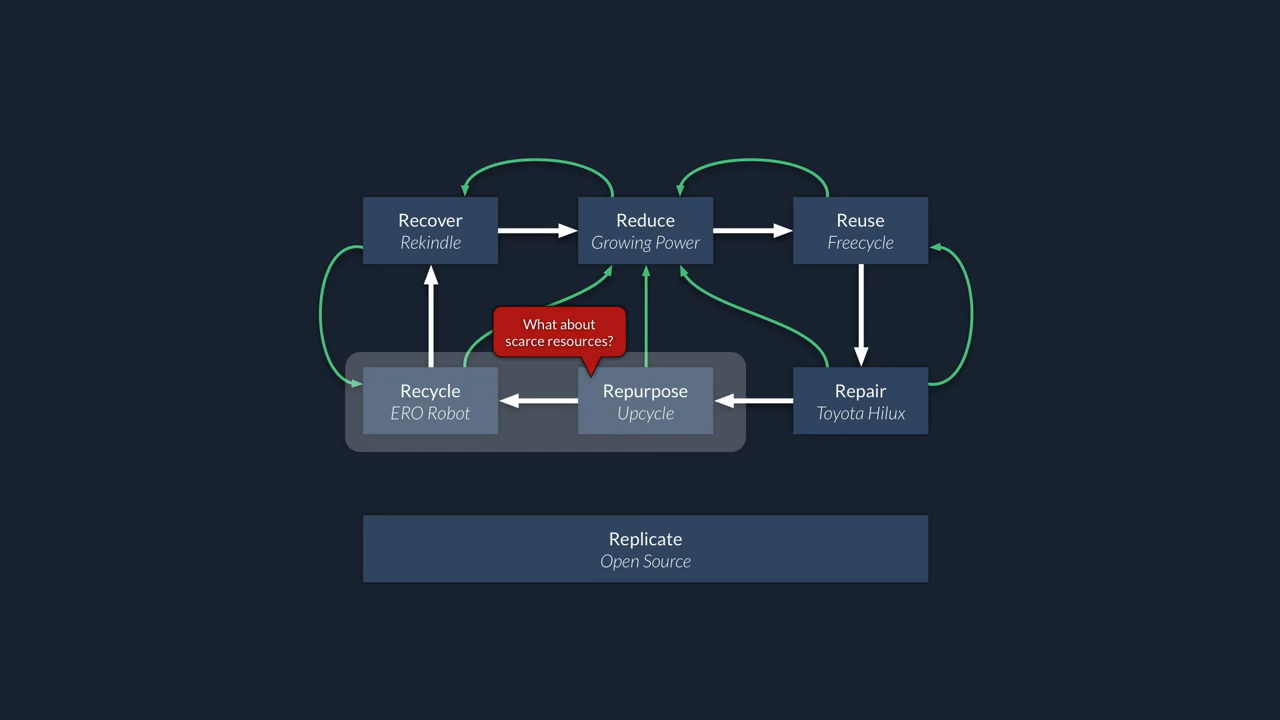 Recover
Rekindle
Reduce
Growing Power
Reuse
Freecycle
What about
scarce resources?
Recycle
ERO Robot
Repurpose
Upcycle
Repair
Toyota Hilux
Replicate
Open Source